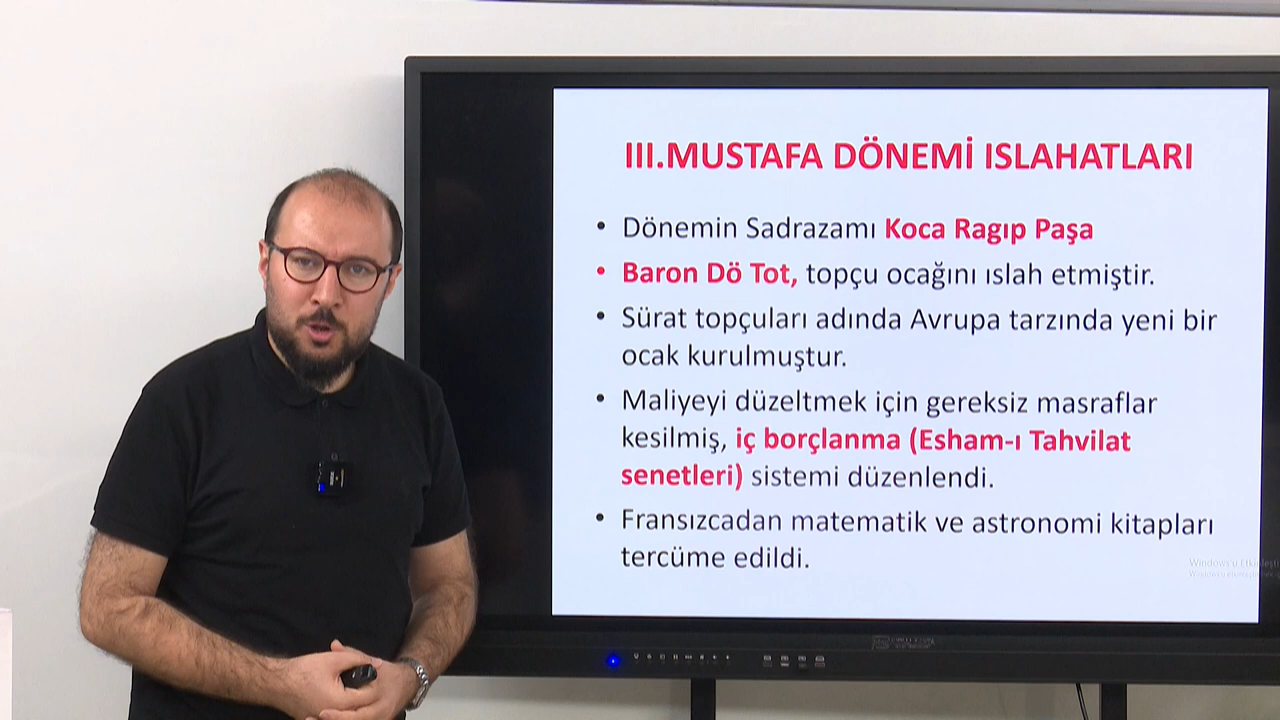 III.MUSTAFA DÖNEMİ ISLAHATLARI
• Dönemin Sadrazamı Koca Ragıp Paşa
• Baron Dö Tot, topçu ocağını ıslah etmiştir.
• Sürat topçuları adında Avrupa tarzında yeni bir
ocak kurulmuştur.
• Maliyeyi düzeltmek için gereksiz masraflar
kesilmiş, iç borçlanma (Esham-ı Tahvilat
senetleri) sistemi düzenlendi.
• Fransızcadan matematik ve astronomi kitapları
tercüme edildi.